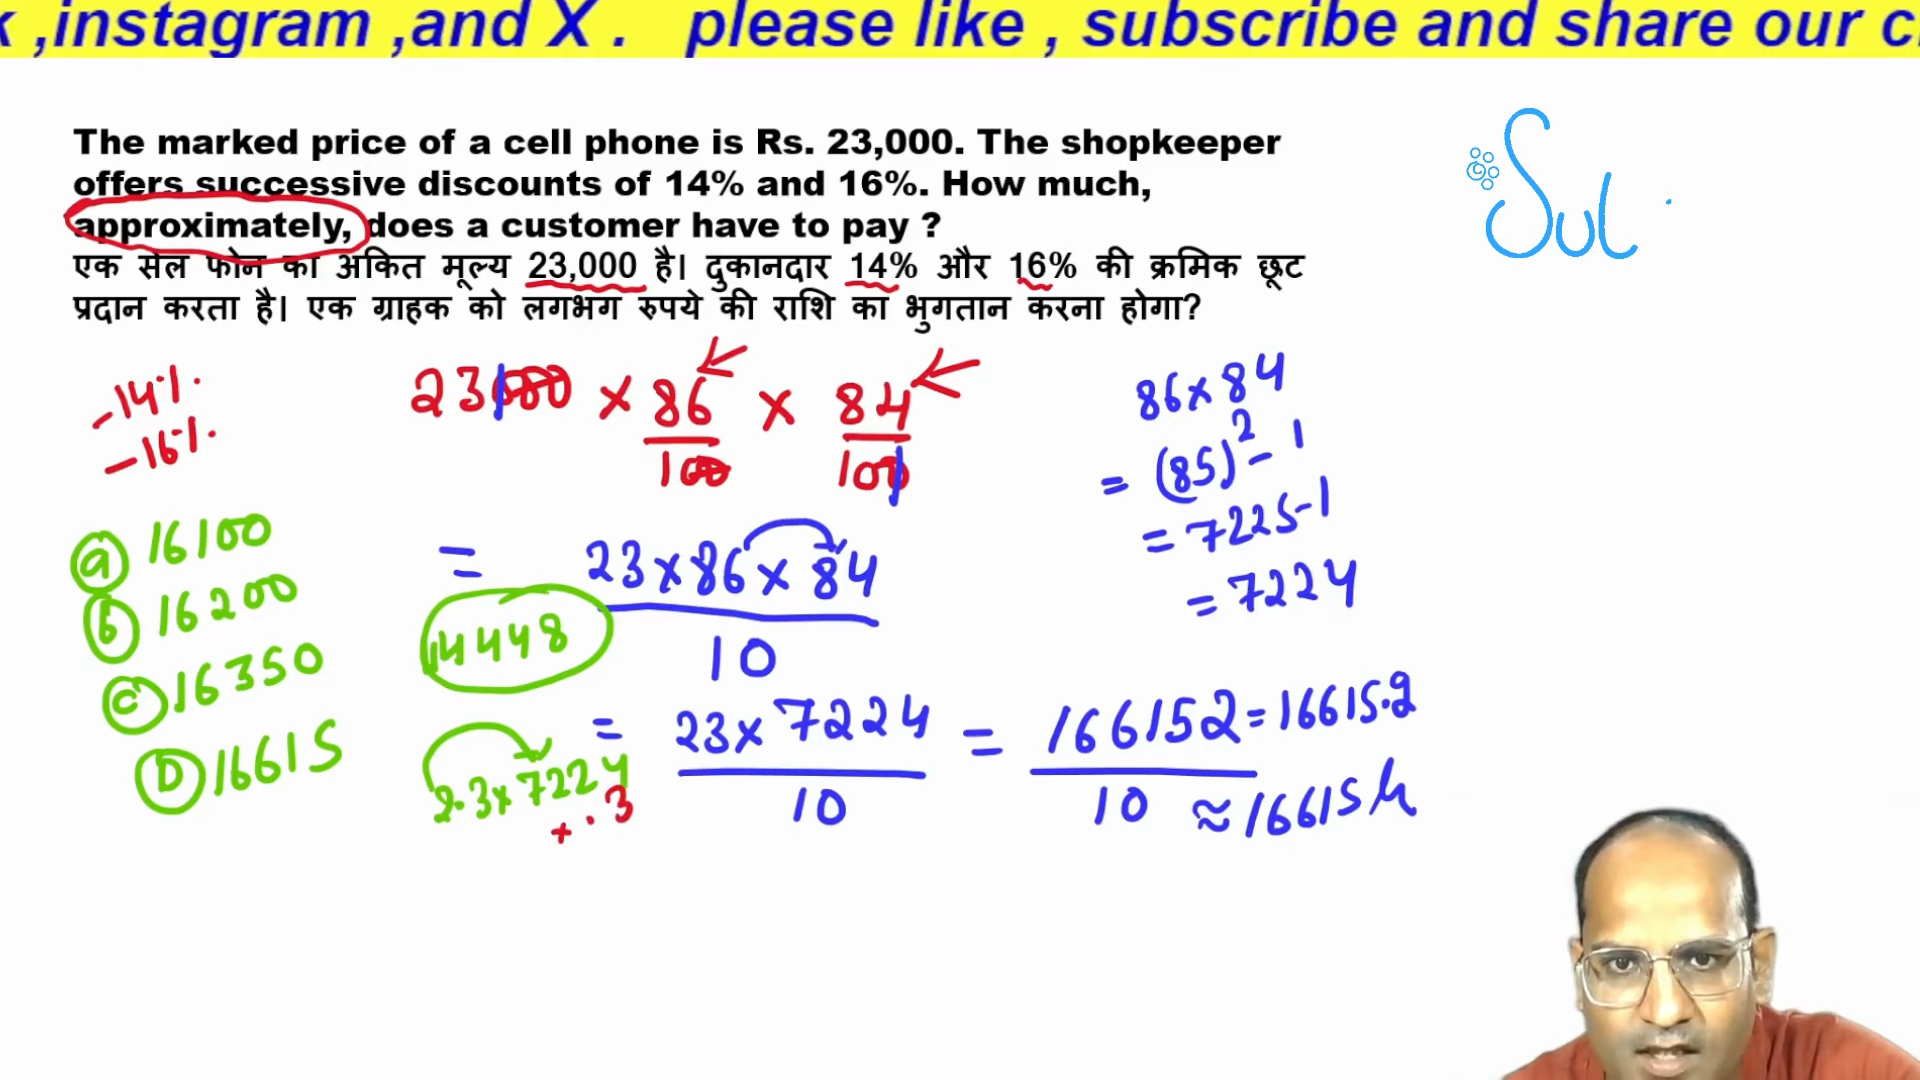 ,instagram ,and X . please like , subscribe and share our
The marked price of a cell phone is Rs. 23,000. The shopkeeper
offers successive discounts of 14% and 16%. How much,
approximately, does a customer have to pay ?
एक सेल फोन का अंकित मूल्य 23,000 है। दुकानदार 14% और 16% की क्रमिक छूट
प्रदान करता है। एक ग्राहक को लगभग रुपये की राशि का भुगतान करना होगा?
Sol
-14%.
-16%.
23000 × 86/100 × 84/100
86×84
= (85)² - 1
= 7225-1
= 7224
(a) 16100
(b) 16200
(c) 16350
(D) 16615
= 23×86×84/10
14448
= 23×7224/10 = 166152/10 = 16615.2
2.3×7224
+.3
≈16615